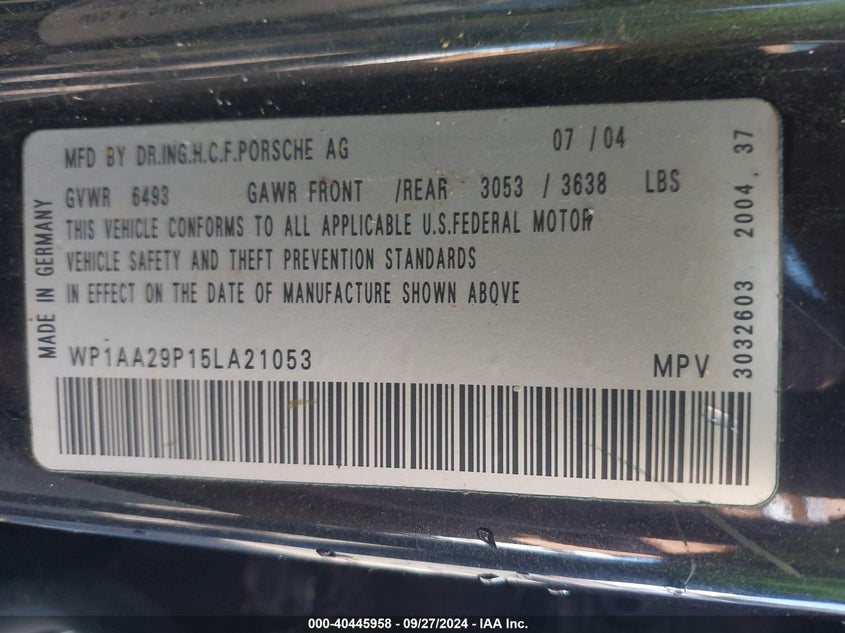 MFD BY DR.ING.H.C.F.PORSCHE AG 07 / 04
GVWR 6493 GAWR FRONT /REAR 3053 / 3638 LBS
THIS VEHICLE CONFORMS TO ALL APPLICABLE U.S.FEDERAL MOTOR
VEHICLE SAFETY AND THEFT PREVENTION STANDARDS
IN EFFECT ON THE DATE OF MANUFACTURE SHOWN ABOVE
WP1AA29P15LA21053 MPV
MADE IN GERMANY
3032603 2004, 37
000-40445958 - 09/27/2024 - IAA Inc.